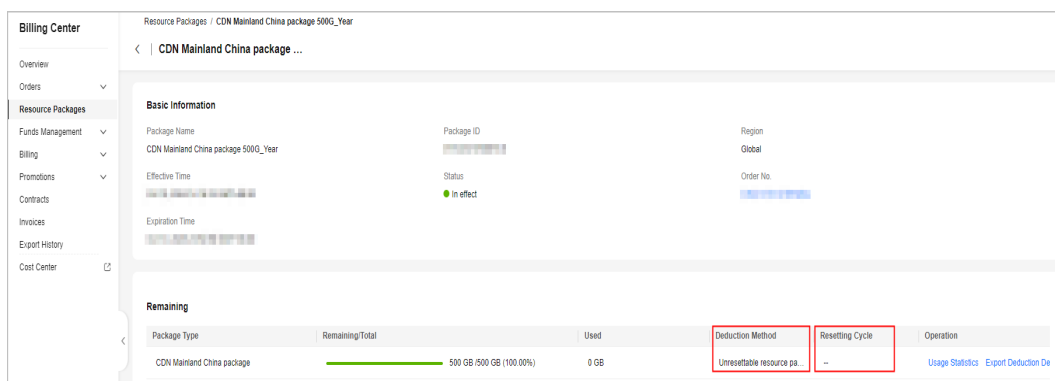 Billing Center
Overview
Orders
Resource Packages
Funds Management
Billing
Promotions
Contracts
Invoices
Export History
Cost Center
Resource Packages / CDN Mainland China package 500G_Year
CDN Mainland China package ...
Basic Information
Package Name Package ID Region
CDN Mainland China package 500G_Year Global
Effective Time Status Order No.
In effect
Expiration Time
Remaining
Package Type Remaining/Total Used Deduction Method Resetting Cycle Operation
CDN Mainland China package 500 GB /500 GB (100.00%) 0 GB Unresettable resource pa... -- Usage Statistics Export Deduction De